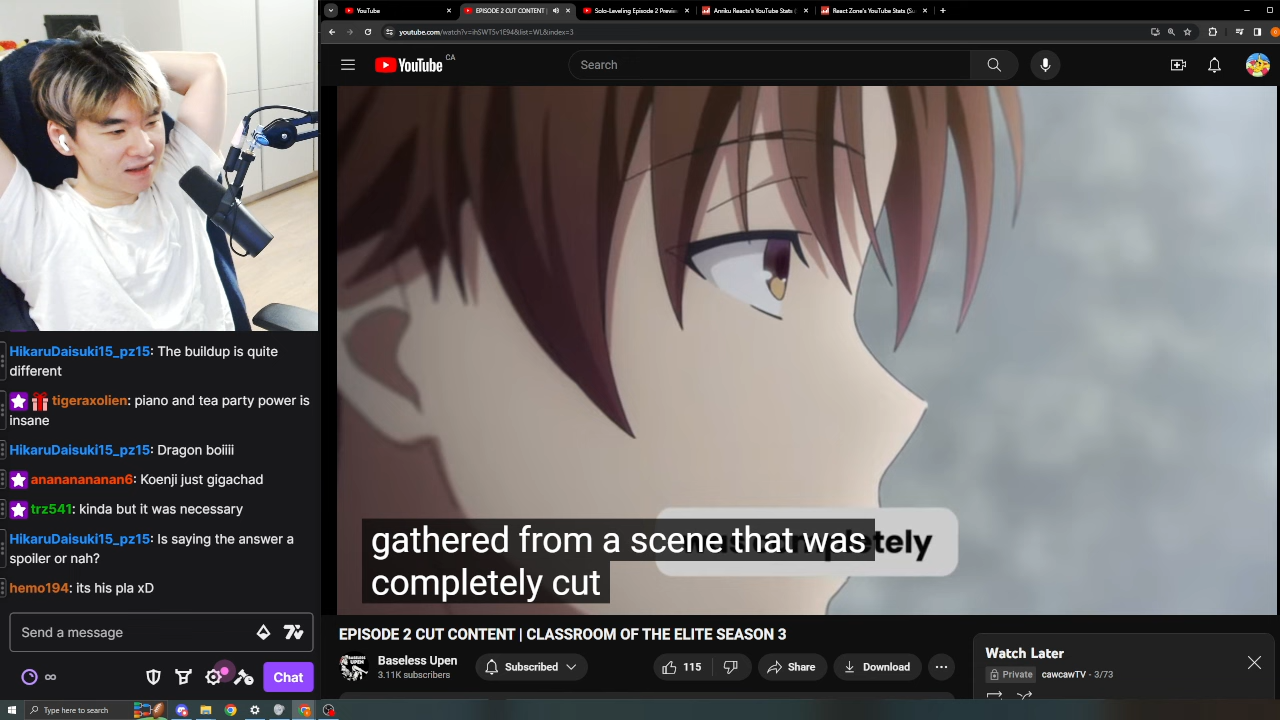 YouTube
EPISODE 2 CUT CONTENT |
Solo-Leveling Episode 2 Previe
Anriku Reacts's YouTube Stats (
React Zone's YouTube Stats (Su
youtube.com/watch?v=ihSWT5v1E94&list=WL&index=3
YouTube CA
Search
HikaruDaisuki15_pz15: The buildup is quite
different
tigeraxolien: piano and tea party power is
insane
HikaruDaisuki15_pz15: Dragon boiiii
anananananan6: Koenji just gigachad
trz541: kinda but it was necessary
HikaruDaisuki15_pz15: Is saying the answer a
spoiler or nah?
hemo194: its his pla xD
Send a message
Chat
gathered from a scene that was
completely cut
EPISODE 2 CUT CONTENT | CLASSROOM OF THE ELITE SEASON 3
BASELESS
UPEN
Baseless Upen
3.11K subscribers
Subscribed
115
Share
Download
Watch Later
Private
cawcawTV - 3/73
Type here to search